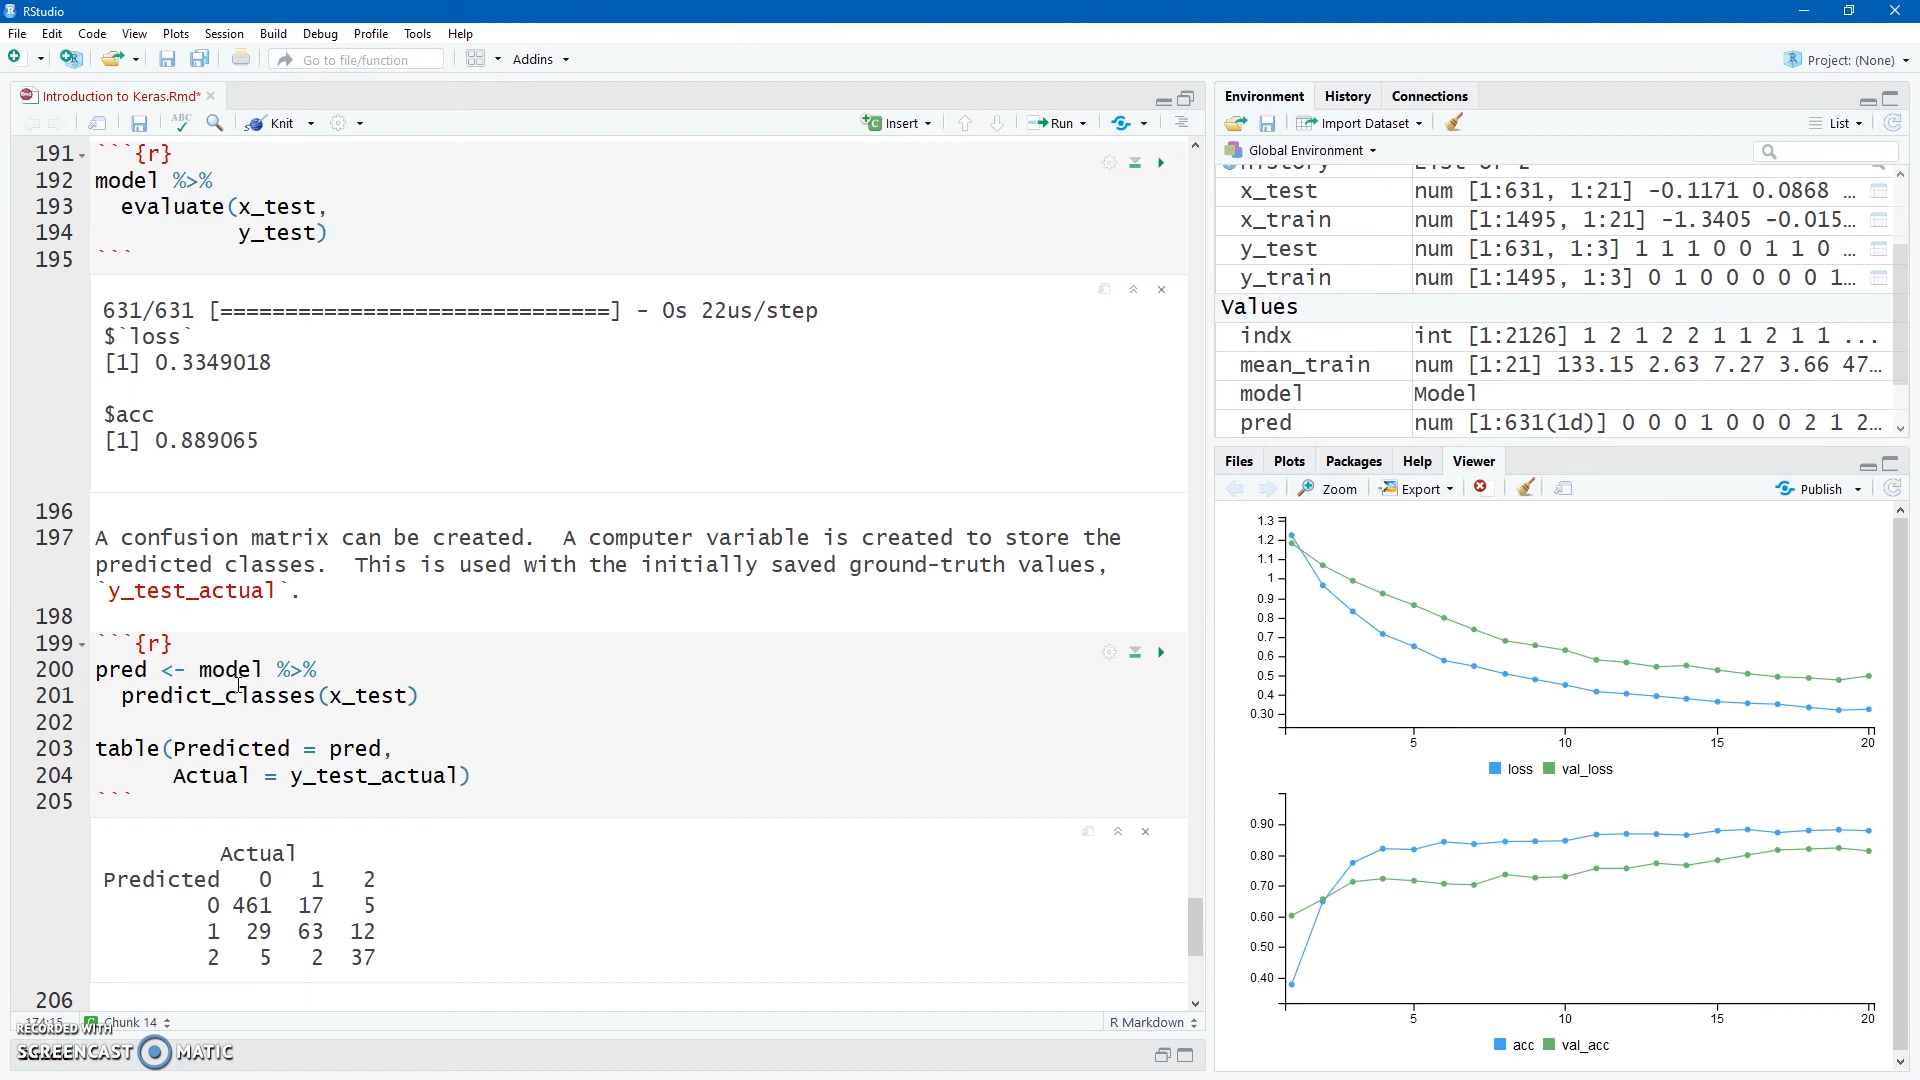 RStudio
File Edit Code View Plots Session Build Debug Profile Tools Help
Go to file/function Addins Project: (None)
Introduction to Keras.Rmd*
ABC Knit Insert Run
191 ```{r}
192 model %>%
193 evaluate(x_test,
194 y_test)
195 ```
631/631 [==============================] - 0s 22us/step
$`loss`
[1] 0.3349018
$acc
[1] 0.889065
196
197 A confusion matrix can be created. A computer variable is created to store the
predicted classes. This is used with the initially saved ground-truth values,
`y_test_actual`.
198
199 ```{r}
200 pred <- model %>%
201 predict_classes(x_test)
202
203 table(Predicted = pred,
204 Actual = y_test_actual)
205 ```
Actual
Predicted 0 1 2
0 461 17 5
1 29 63 12
2 5 2 37
206
174:15 Chunk 14 R Markdown
RECORDED WITH
SCREENCAST MATIC
Environment History Connections
Import Dataset List
Global Environment
x_test num [1:631, 1:21] -0.1171 0.0868 ...
x_train num [1:1495, 1:21] -1.3405 -0.015...
y_test num [1:631, 1:3] 1 1 1 0 0 1 1 0 ...
y_train num [1:1495, 1:3] 0 1 0 0 0 0 0 1...
Values
indx int [1:2126] 1 2 1 2 2 1 1 2 1 1 ...
mean_train num [1:21] 133.15 2.63 7.27 3.66 47...
model Model
pred num [1:631(1d)] 0 0 0 1 0 0 0 2 1 2...
Files Plots Packages Help Viewer
Zoom Export Publish
1.3
1.2
1.1
1
0.9
0.8
0.7
0.6
0.5
0.4
0.30
5 10 15 20
loss val_loss
0.90
0.80
0.70
0.60
0.50
0.40
5 10 15 20
acc val_acc